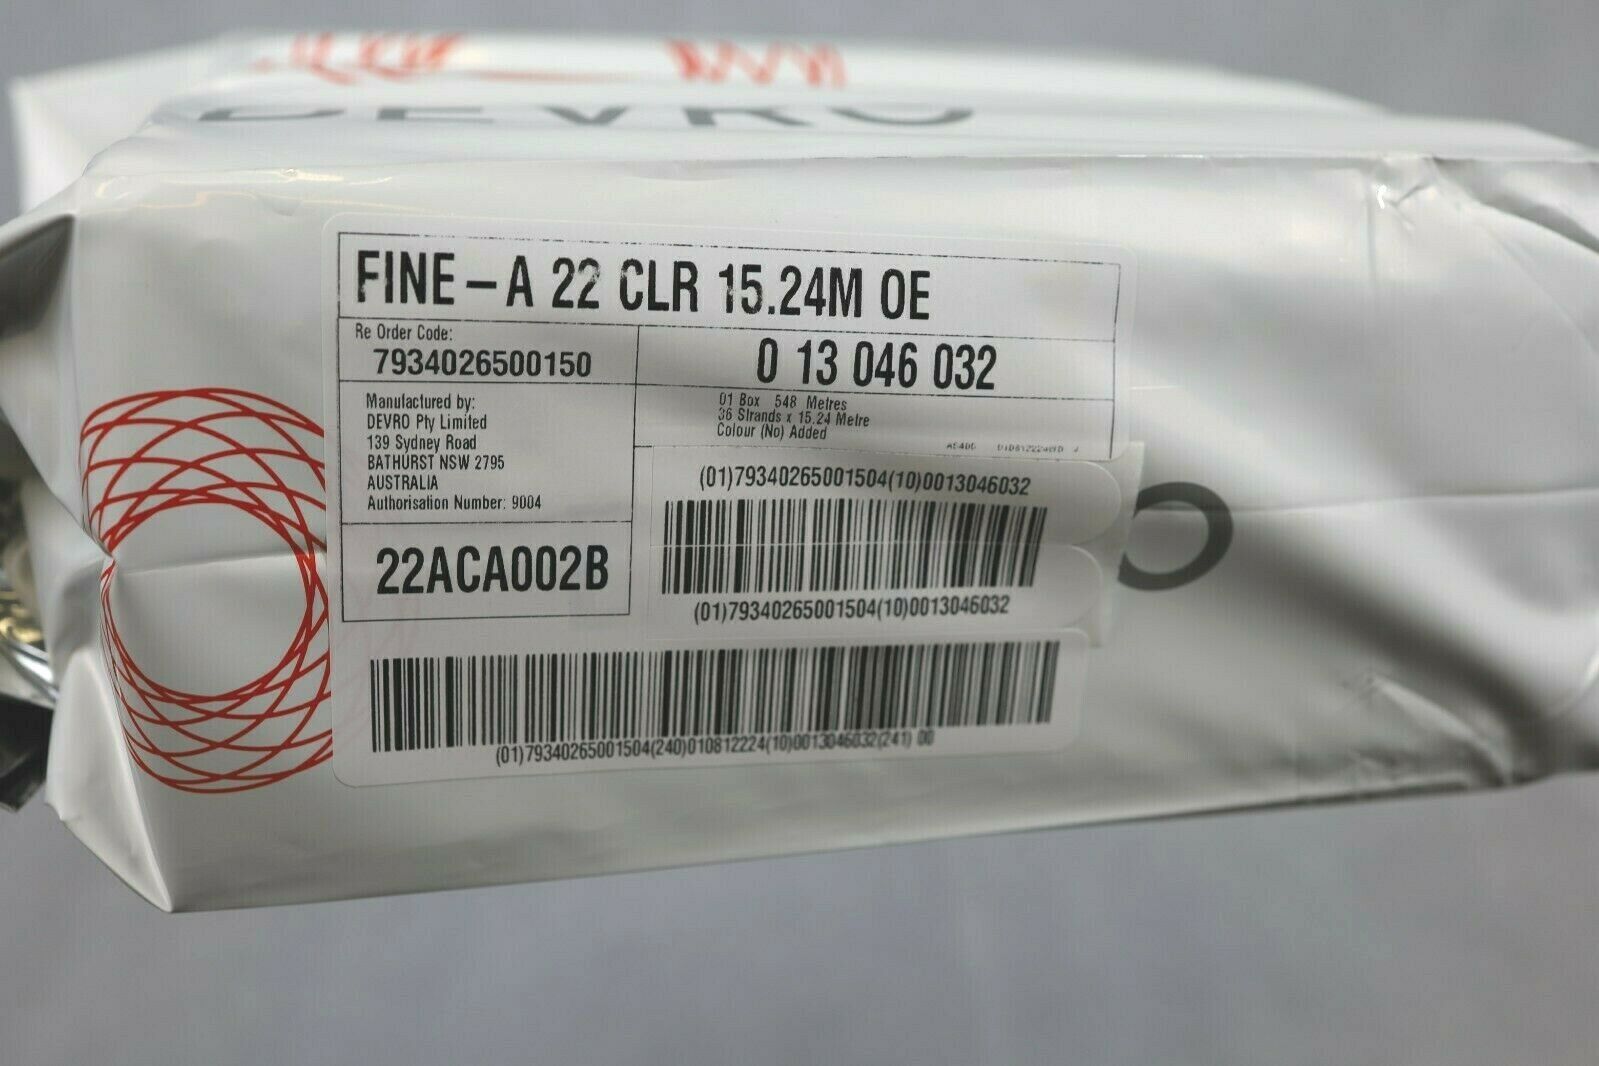 DEVRO
FINE-A 22 CLR 15.24M OE
Re Order Code:
7934026500150
0 13 046 032
Manufactured by:
DEVRO Pty Limited
139 Sydney Road
BATHURST NSW 2795
AUSTRALIA
Authorisation Number: 9004
01 Box 548 Metres
36 Strands x 15.24 Metre
Colour (No) Added
22ACA002B
(01)79340265001504(10)0013046032
(01)79340265001504(10)0013046032
(01)79340265001504(240)010812224(10)0013046032(241) 00
O